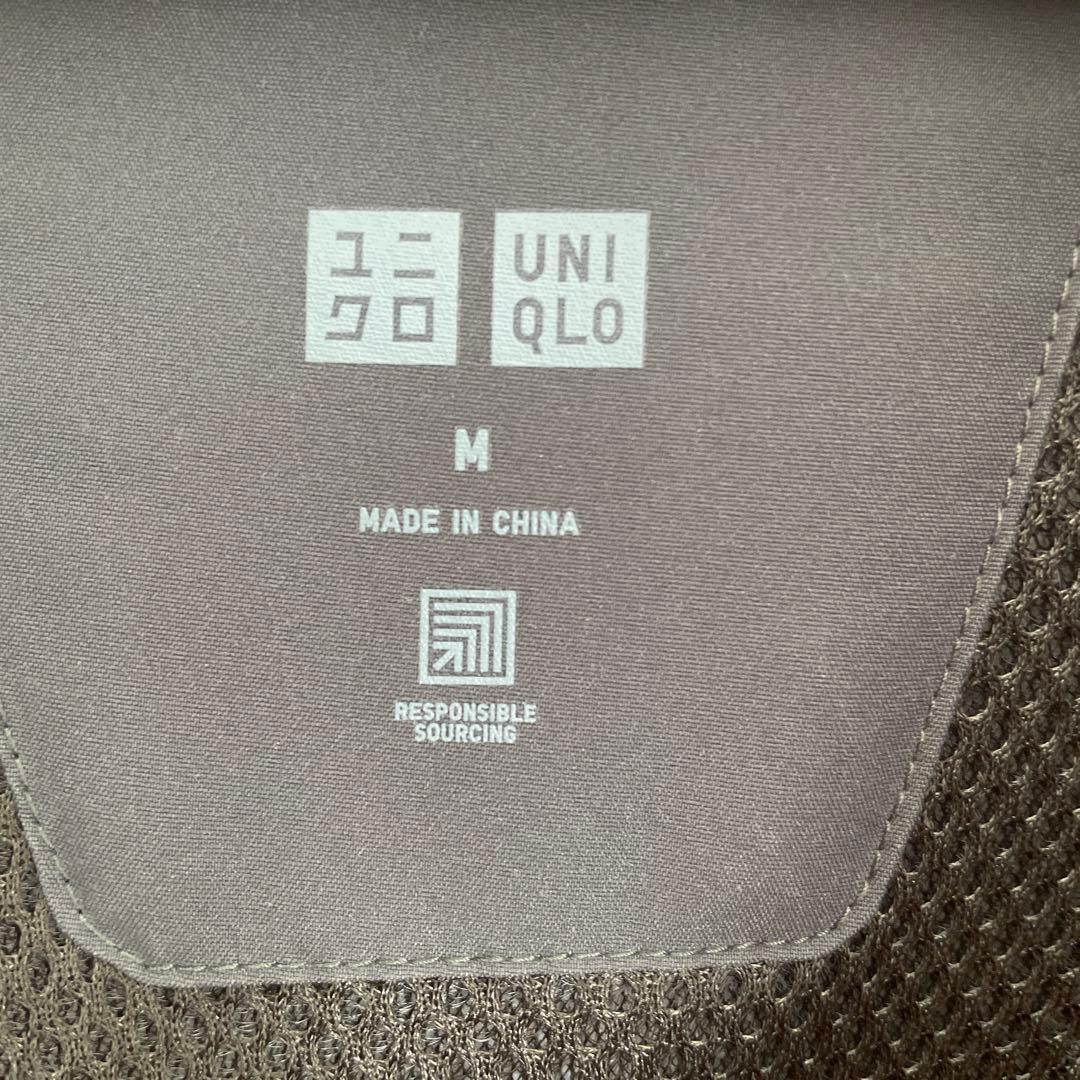 ユニ
クロ
UNI
QLO
M
MADE IN CHINA
RESPONSIBLE
SOURCING